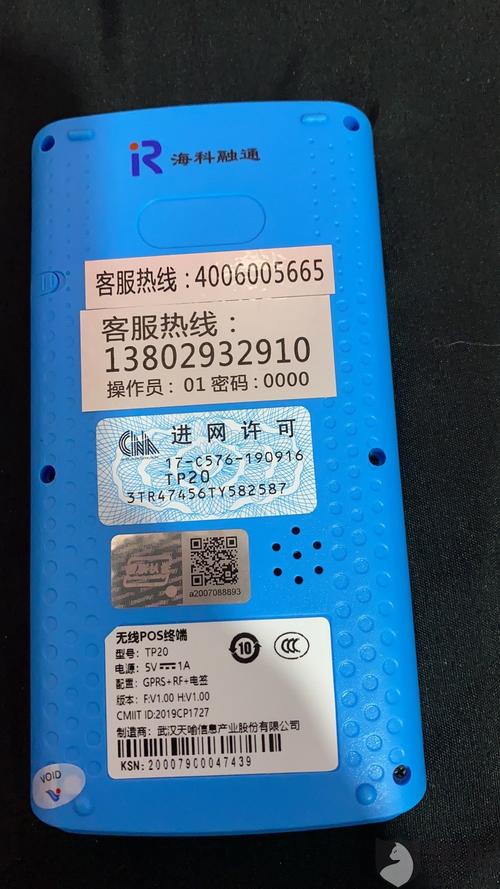 海科融通
客服热线：4006005665
客服热线：
13802932910
操作员：01 密码：0000
进网许可
17-C576-190916
TP20
3TR47456TY582587
a2007088893
无线POS终端
型号：TP20
电源：5V⎓1A
配置：GPRS+RF+电签
版本：F:V1.00 H:V1.00
CMIIT ID:2019CP1727
制造商：武汉天喻信息产业股份有限公司
KSN: 20007900047439
10
CCC
VOID